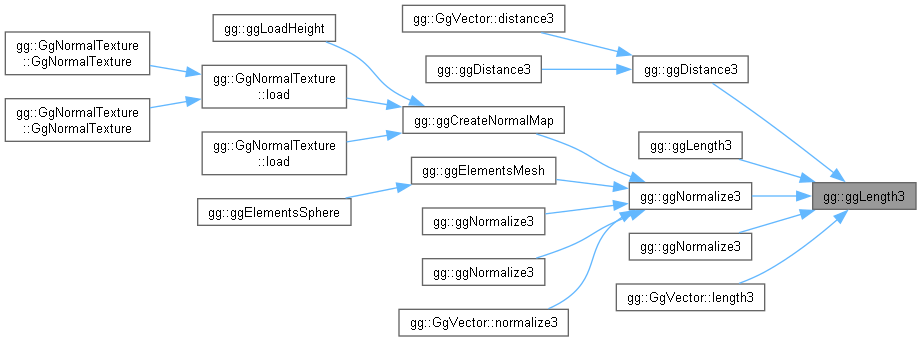 gg::GgVector::distance3
gg::ggLoadHeight
gg::GgNormalTexture
::GgNormalTexture
gg::ggDistance3
gg::ggDistance3
gg::GgNormalTexture
::load
gg::GgNormalTexture
::GgNormalTexture
gg::ggCreateNormalMap
gg::ggLength3
gg::GgNormalTexture
::load
gg::ggElementsMesh
gg::ggNormalize3
gg::ggLength3
gg::ggElementsSphere
gg::ggNormalize3
gg::ggNormalize3
gg::ggNormalize3
gg::GgVector::length3
gg::GgVector::normalize3